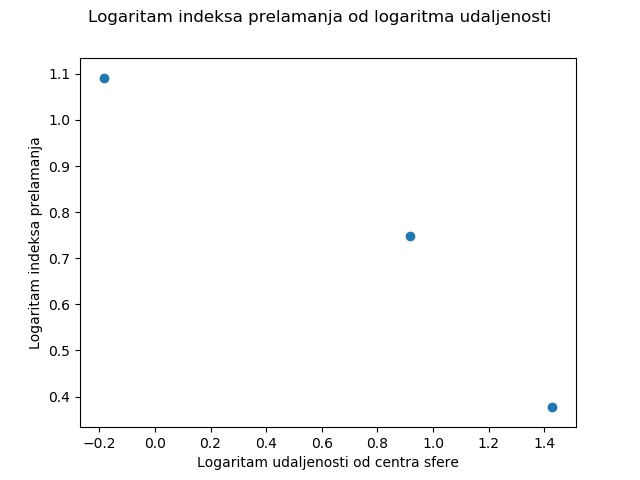 Logaritam indeksa prelamanja od logaritma udaljenosti
1.1
1.0
0.9
0.8
0.7
0.6
0.5
0.4
Logaritam indeksa prelamanja
−0.2 0.0 0.2 0.4 0.6 0.8 1.0 1.2 1.4
Logaritam udaljenosti od centra sfere